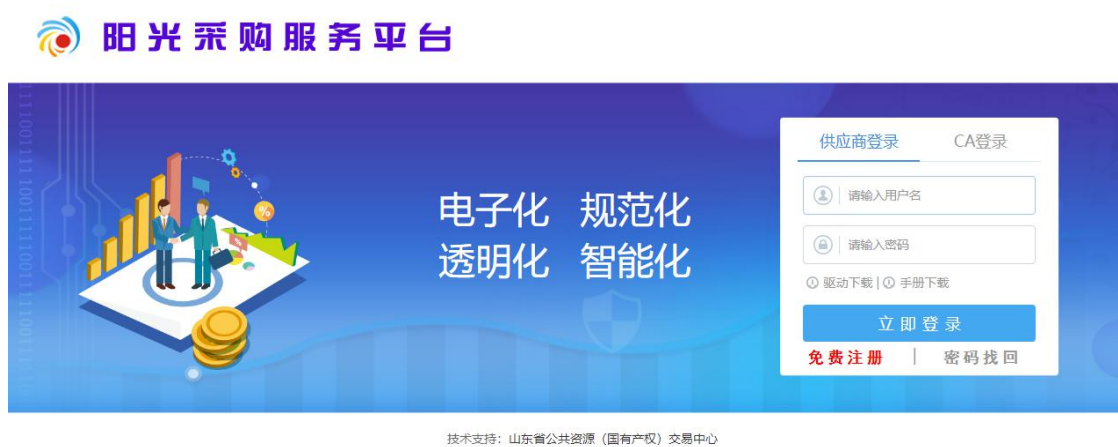 阳光采购服务平台
供应商登录 CA登录
电子化 规范化
透明化 智能化
请输入用户名
请输入密码
驱动下载 | 手册下载
立即登录
免费注册 | 密码找回
技术支持：山东省公共资源（国有产权）交易中心